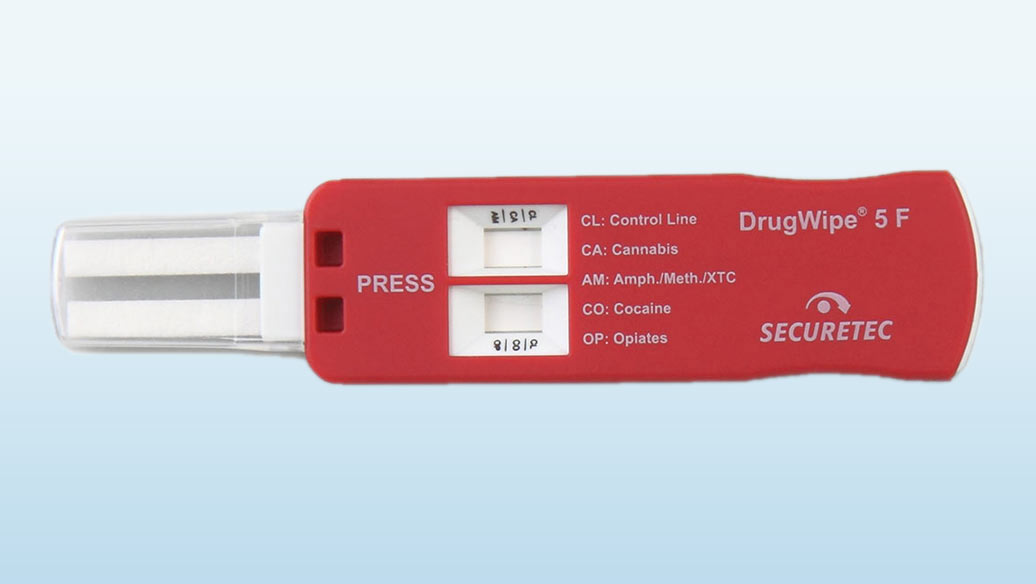 PRESS
CL: Control Line
CA: Cannabis
AM: Amph./Meth./XTC
CO: Cocaine
OP: Opiates
DrugWipe® 5 F
SECURETEC